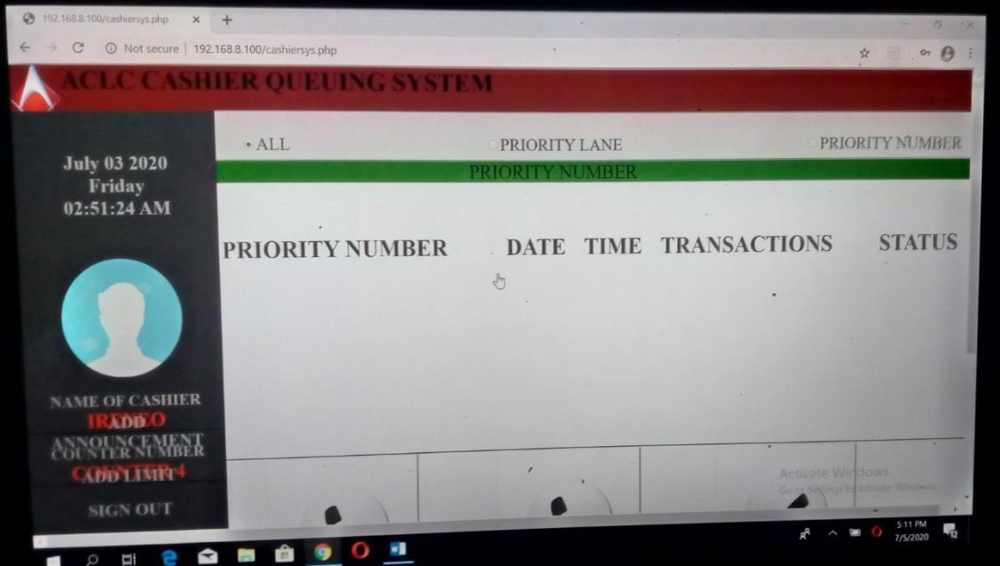 192.168.8.100/cashiersys.php
Not secure | 192.168.8.100/cashiersys.php
ACLC CASHIER QUEUING SYSTEM
July 03 2020
Friday
02:51:24 AM
ALL PRIORITY LANE PRIORITY NUMBER
PRIORITY NUMBER
PRIORITY NUMBER DATE TIME TRANSACTIONS STATUS
NAME OF CASHIER
IRENEO
ADD
ANNOUNCEMENT
COUNTER NUMBER
COUNTER 4
ADD LIMIT
SIGN OUT
Activate Windows
Go to Settings to activate Windows.
5:11 PM
7/5/2020
12